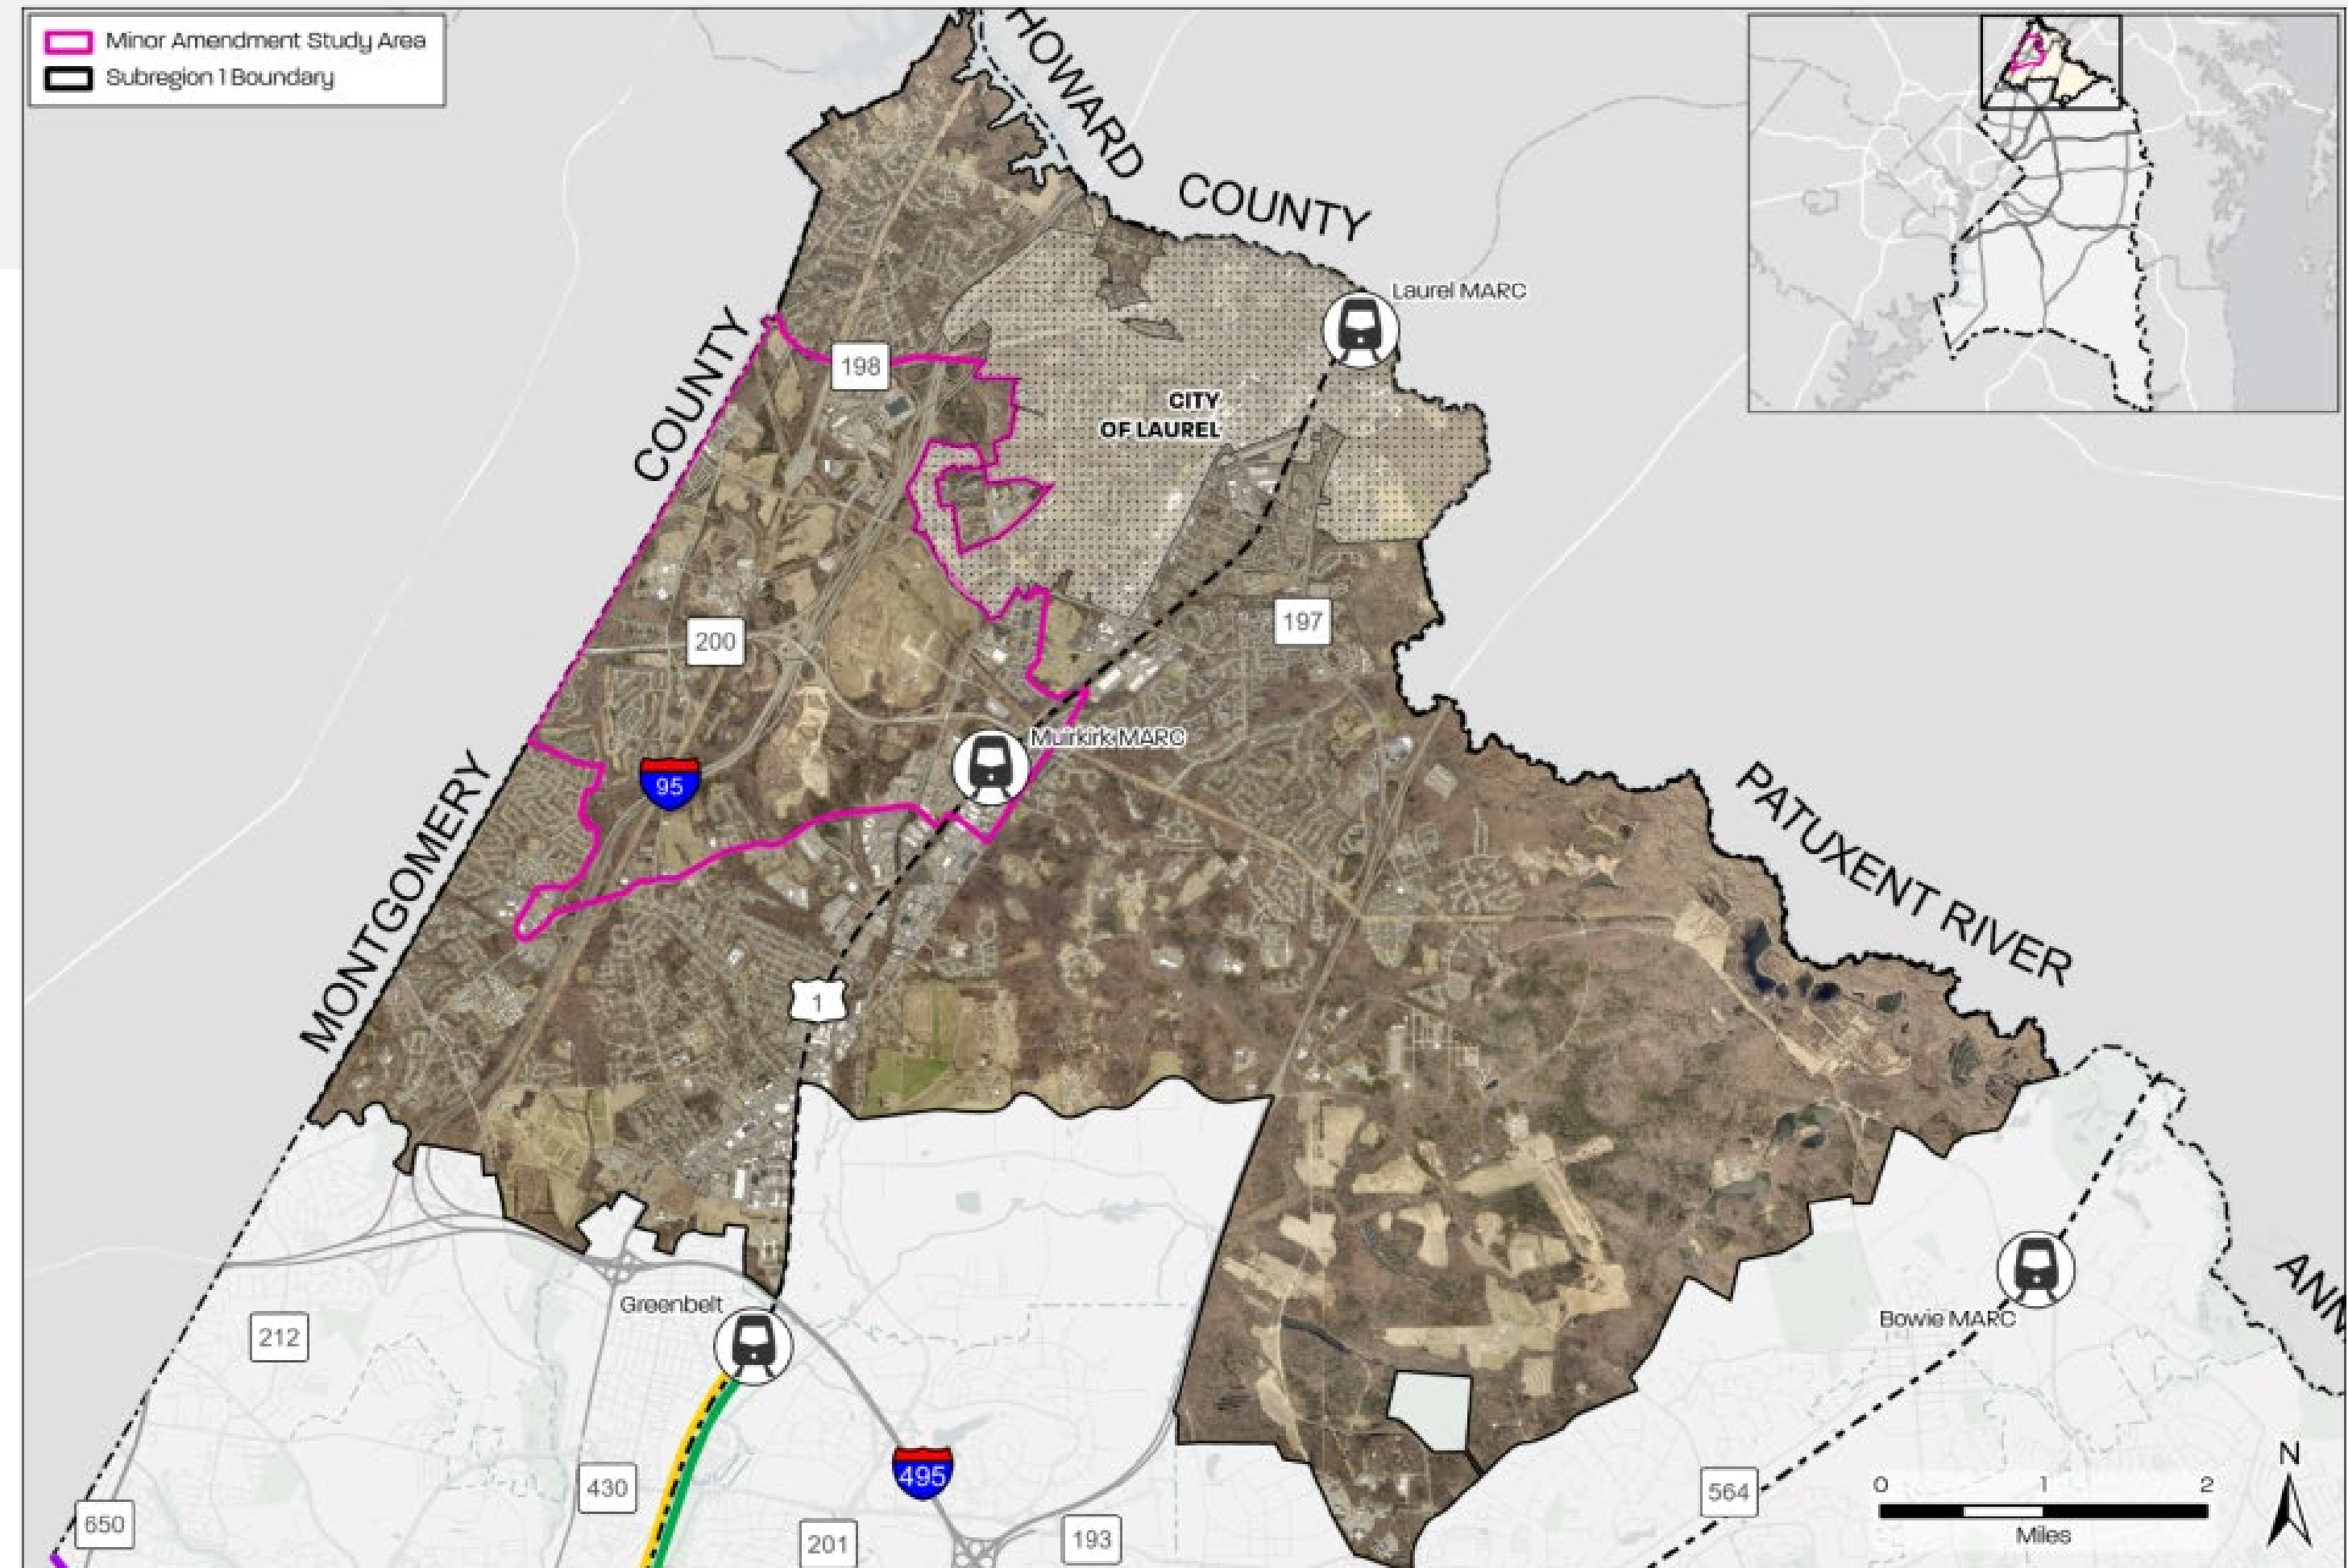 Minor Amendment Study Area
Subregion 1 Boundary
HOWARD COUNTY
Laurel MARC
198
CITY
OF LAUREL
MONTGOMERY COUNTY
200
197
Muirkirk MARC
95
PATUXENT RIVER
1
Greenbelt
212
Bowie MARC
ANN
495
430
564
650
201
193
0 1 2
Miles
N